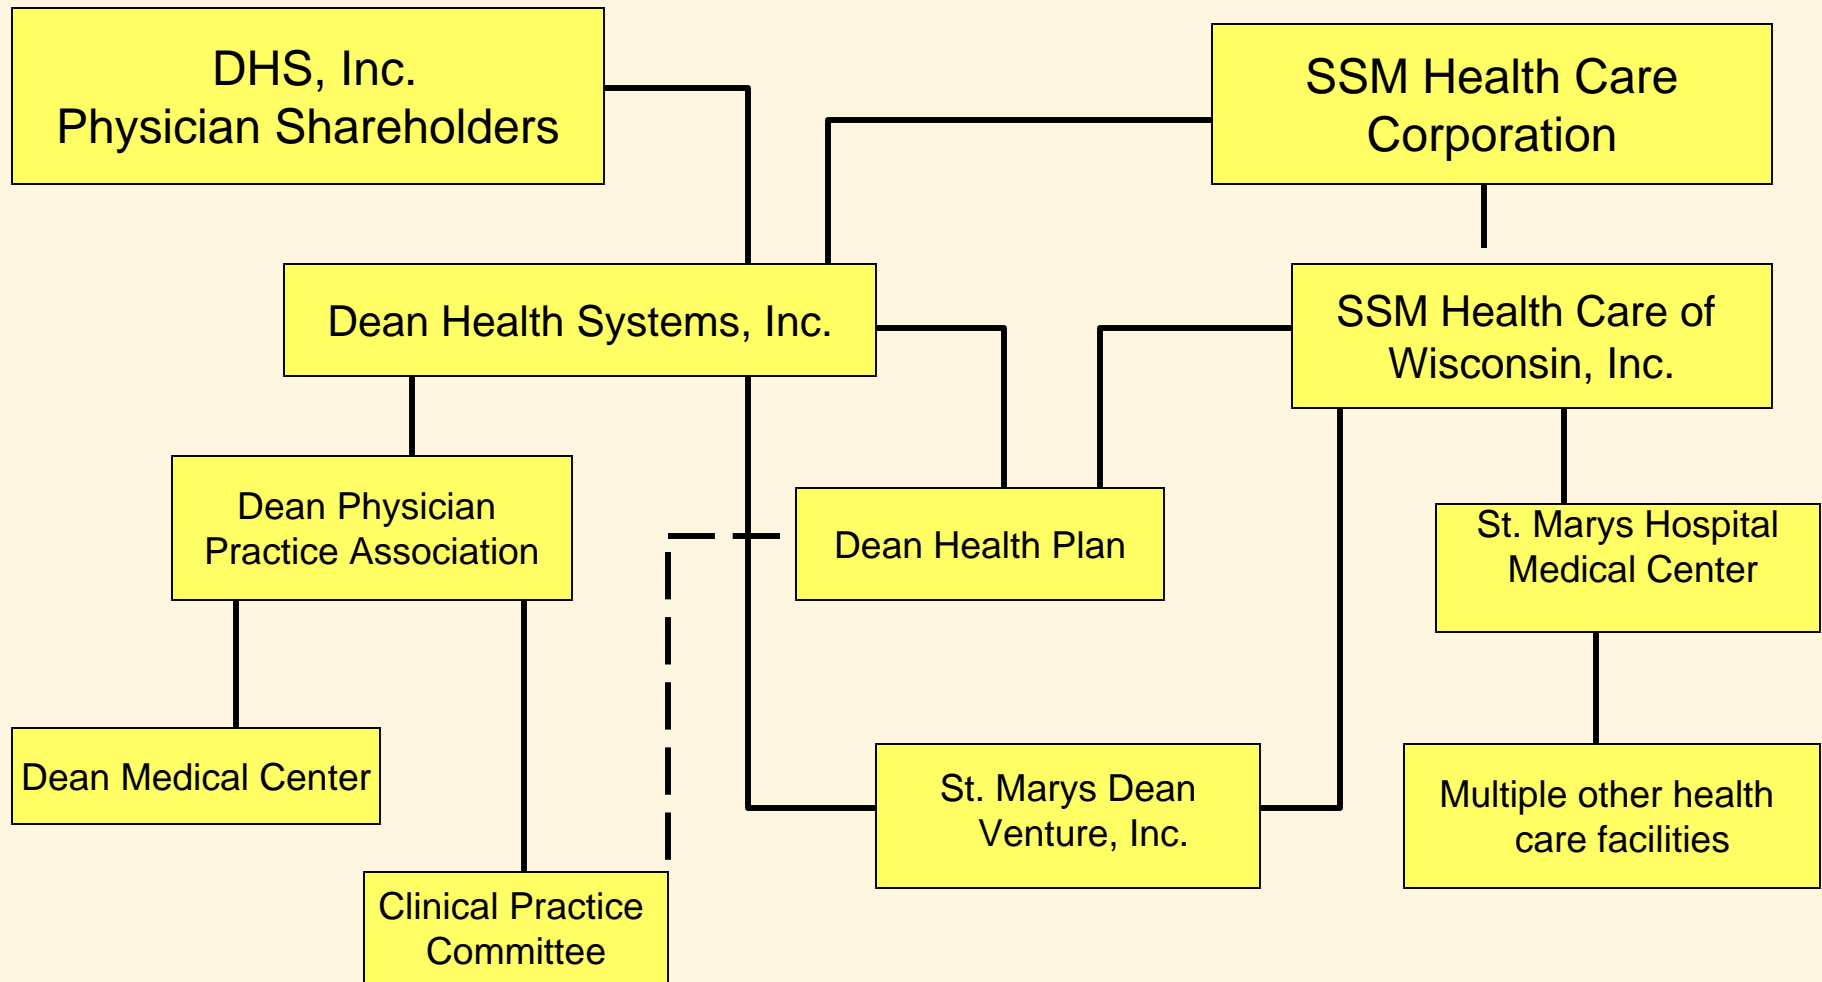 DHS, Inc.
Physician Shareholders
SSM Health Care
Corporation
Dean Health Systems, Inc.
SSM Health Care of
Wisconsin, Inc.
Dean Physician
Practice Association
Dean Health Plan
St. Marys Hospital
Medical Center
Dean Medical Center
St. Marys Dean
Venture, Inc.
Multiple other health
care facilities
Clinical Practice
Committee